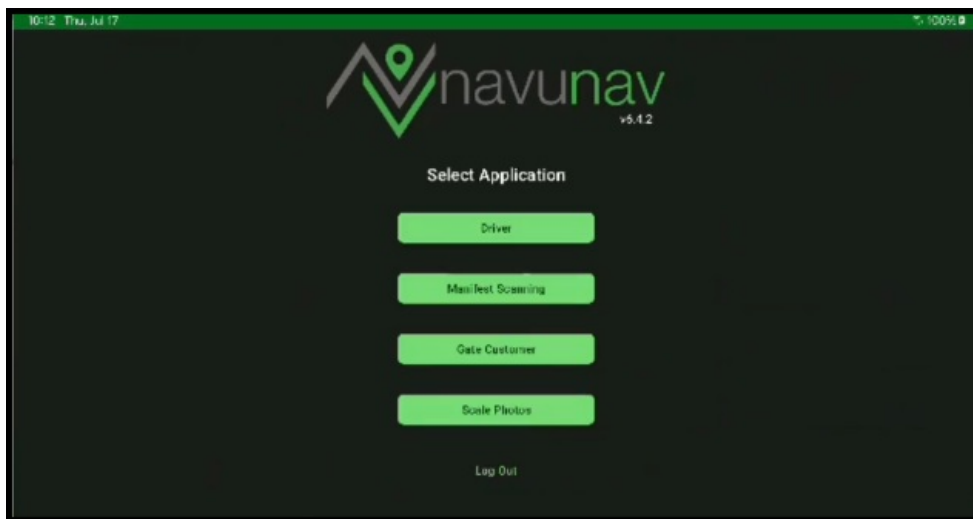 10:12 Thu, Jul 17
100%
navunav
v6.4.2
Select Application
Driver
Manifest Scanning
Gate Customer
Scale Photos
Log Out